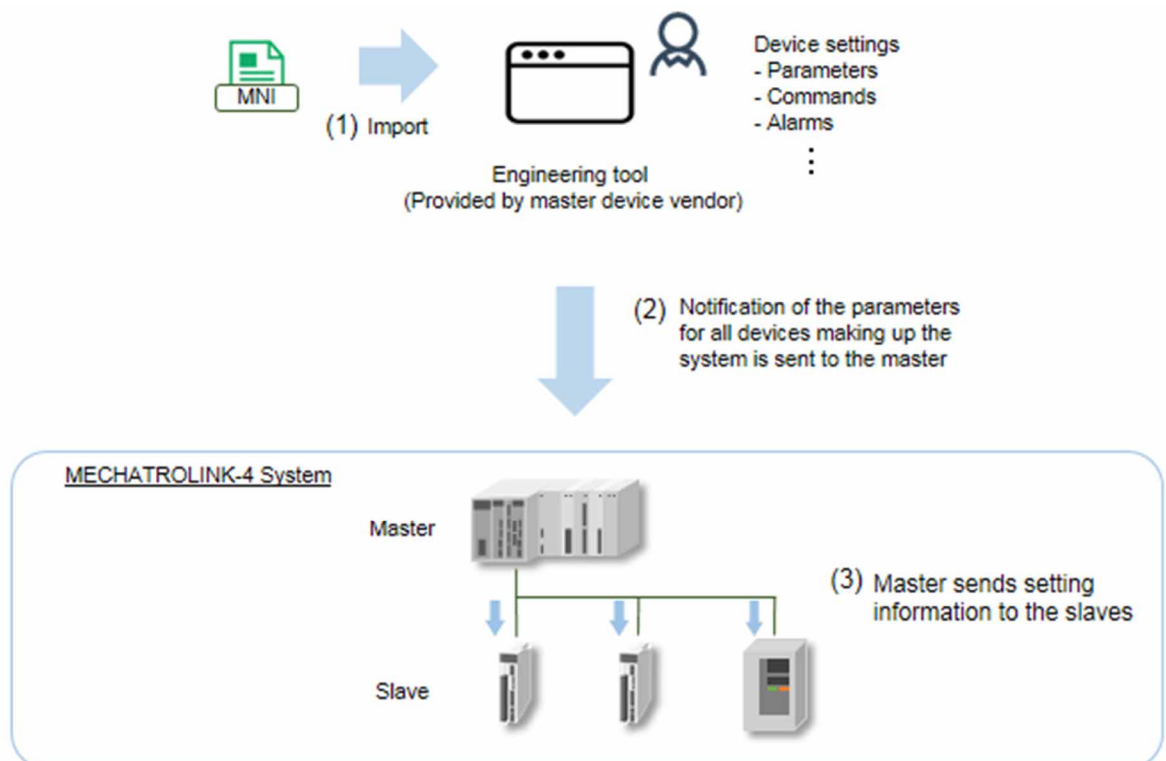 MNI
(1) Import
Device settings
- Parameters
- Commands
- Alarms
Engineering tool
(Provided by master device vendor)
(2) Notification of the parameters
for all devices making up the
system is sent to the master
MECHATROLINK-4 System
Master
(3) Master sends setting
information to the slaves
Slave